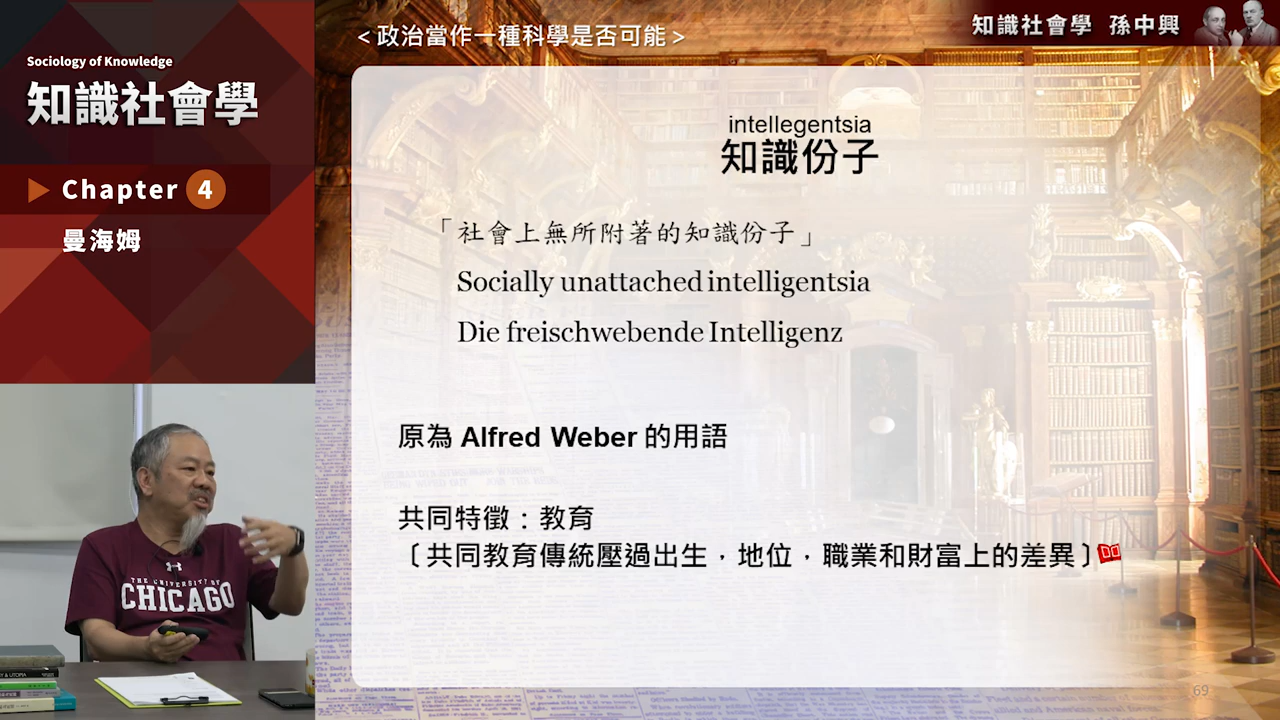 Sociology of Knowledge
知識社會學
Chapter 4
曼海姆
<政治當作一種科學是否可能>
知識社會學 孫中興
intellegentsia
知識份子
「社會上無所附著的知識份子」
Socially unattached intelligentsia
Die freischwebende Intelligenz
原為 Alfred Weber 的用語
共同特徵：教育
〔共同教育傳統壓過出生，地位，職業和財富上的差異〕
THE UNIVERSITY OF
CHICAGO
69